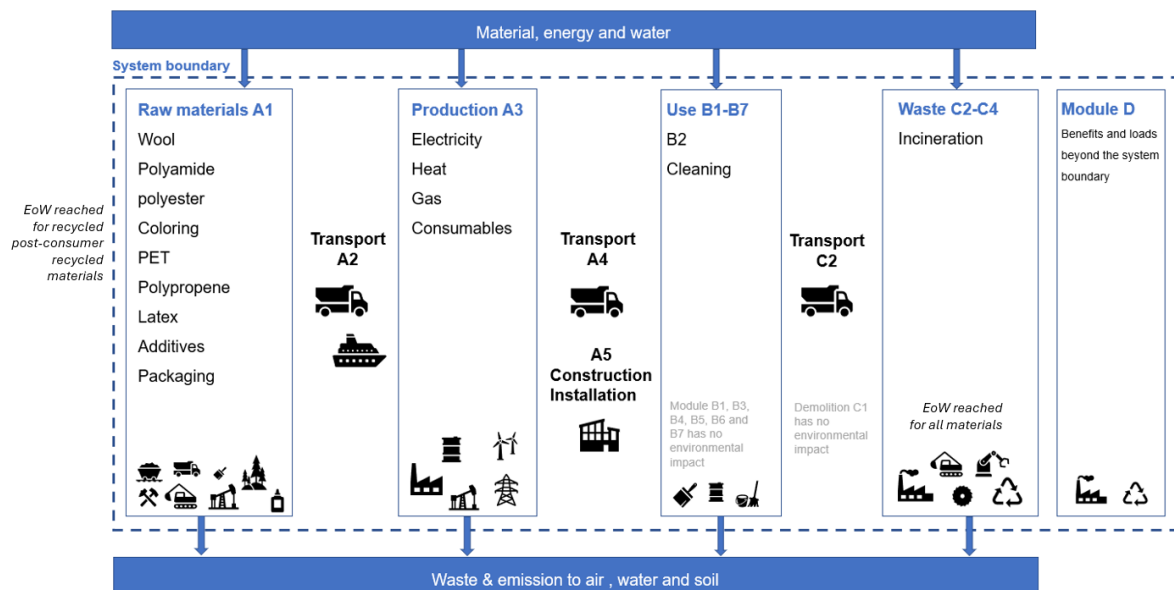 Material, energy and water
System boundary
EoW reached
for recycled
post-consumer
recycled
materials
Raw materials A1
Wool
Polyamide
polyester
Coloring
PET
Polypropene
Latex
Additives
Packaging
Transport
A2
Production A3
Electricity
Heat
Gas
Consumables
Transport
A4
A5
Construction
Installation
Use B1-B7
B2
Cleaning
Module B1, B3,
B4, B5, B6 and
B7 has no
environmental
impact
Transport
C2
Demolition C1
has no
environmental
impact
Waste C2-C4
Incineration
EoW reached
for all materials
Module D
Benefits and loads
beyond the system
boundary
Waste & emission to air , water and soil